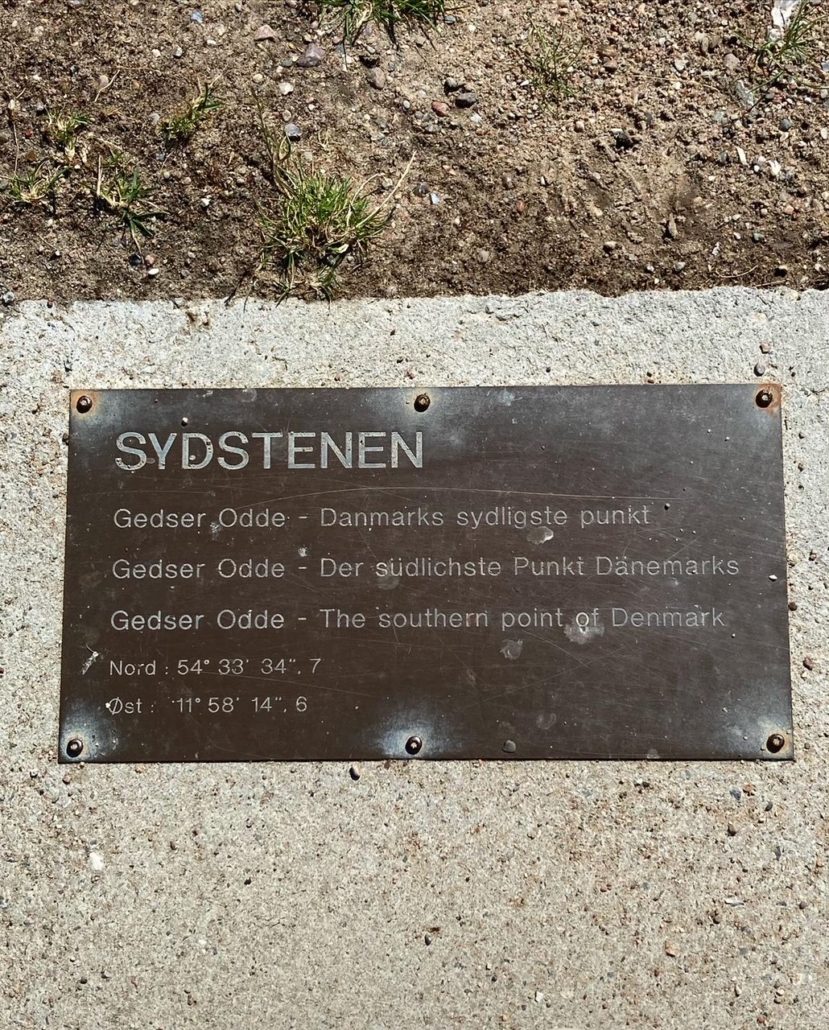 SYDSTENEN
Gedser Odde - Danmarks sydligste punkt
Gedser Odde - Der südlichste Punkt Dänemarks
Gedser Odde - The southern point of Denmark
Nord : 54° 33' 34", 7
Øst : 11° 58' 14", 6